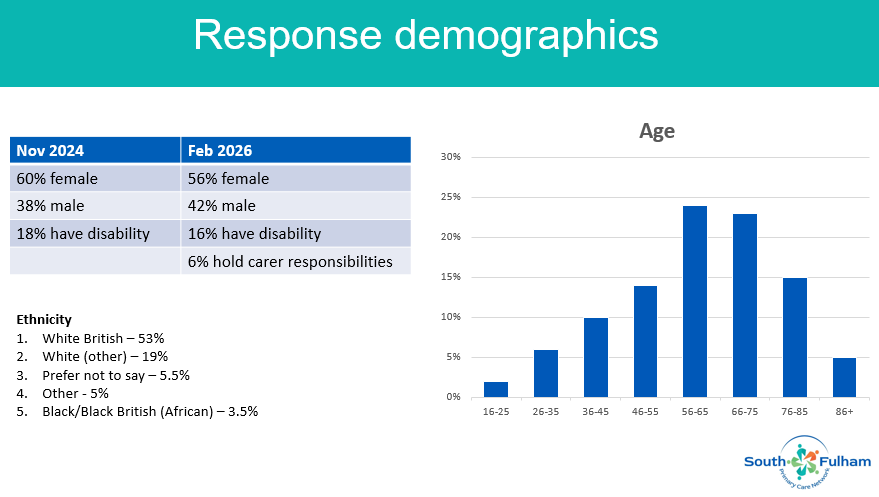 Response demographics
Nov 2024 Feb 2026
60% female 56% female
38% male 42% male
18% have disability 16% have disability
6% hold carer responsibilities
Ethnicity
1. White British – 53%
2. White (other) – 19%
3. Prefer not to say – 5.5%
4. Other - 5%
5. Black/Black British (African) – 3.5%
Age
30%
25%
20%
15%
10%
5%
0%
16-25 26-35 36-45 46-55 56-65 66-75 76-85 86+
South Fulham
Primary Care Network